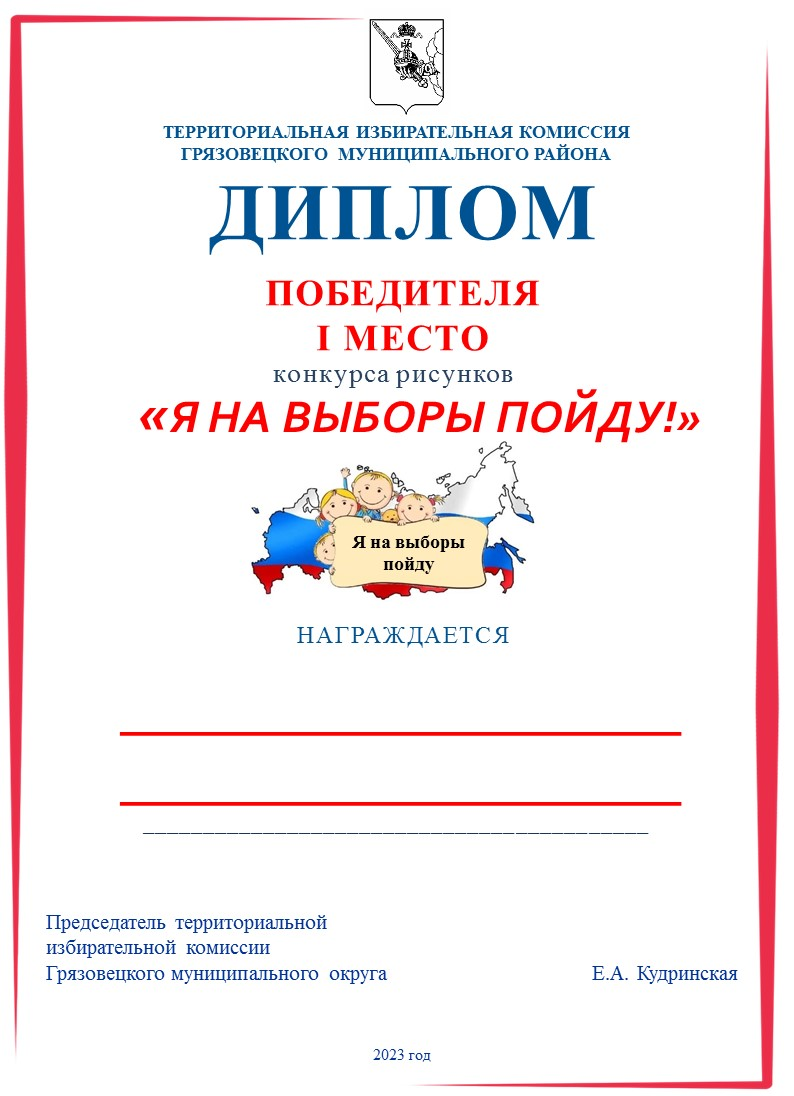 ТЕРРИТОРИАЛЬНАЯ ИЗБИРАТЕЛЬНАЯ КОМИССИЯ
ГРЯЗОВЕЦКОГО МУНИЦИПАЛЬНОГО РАЙОНА
ДИПЛОМ
ПОБЕДИТЕЛЯ
I МЕСТО
конкурса рисунков
«Я НА ВЫБОРЫ ПОЙДУ!»
Я на выборы
пойду
НАГРАЖДАЕТСЯ
Председатель территориальной
избирательной комиссии
Грязовецкого муниципального округа Е.А. Кудринская
2023 год